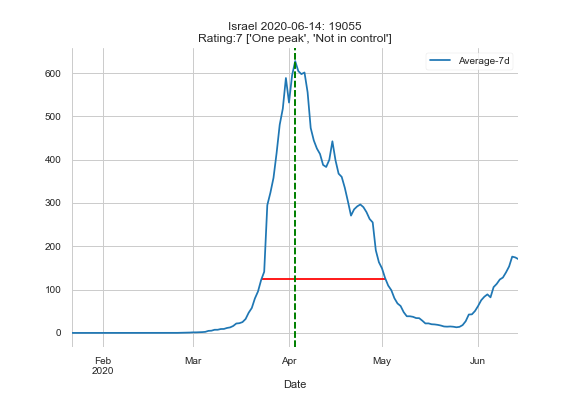 Israel 2020-06-14: 19055
Rating:7 ['One peak', 'Not in control']
Average-7d
600
500
400
300
200
100
0
Feb Mar Apr May Jun
2020
Date